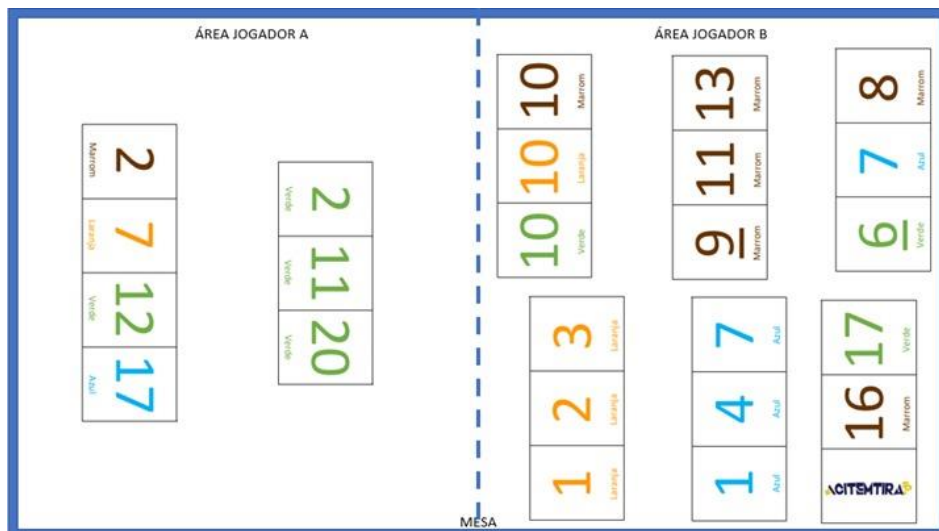 ÁREA JOGADOR A
2 Marrom
7 Laranja
12 Verde
17 Azul
2 Verde
11 Verde
20 Verde
ÁREA JOGADOR B
10 Marrom
10 Laranja
10 Verde
13 Marrom
11 Marrom
9 Marrom
8 Marrom
7 Azul
6 Verde
3 Laranja
2 Laranja
1 Laranja
7 Azul
4 Azul
1 Azul
17 Verde
16 Marrom
ACITEMTIRA
MESA